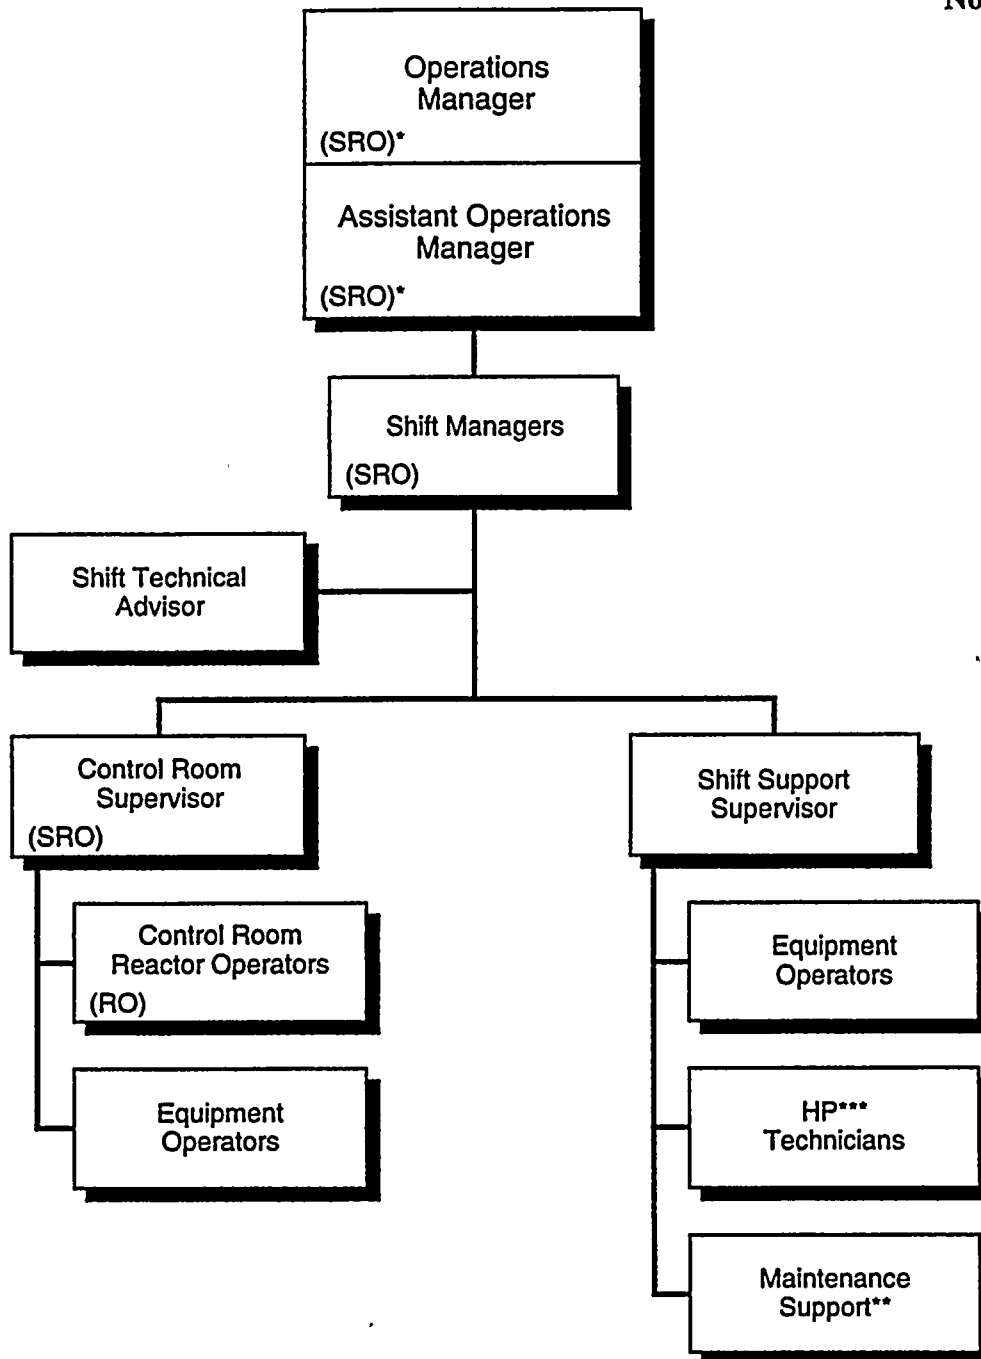 Operations
Manager
(SRO)*
Assistant Operations
Manager
(SRO)*
Shift Managers
(SRO)
Shift Technical
Advisor
Control Room
Supervisor
(SRO)
Shift Support
Supervisor
Control Room
Reactor Operators
(RO)
Equipment
Operators
Equipment
Operators
HP***
Technicians
Maintenance
Support**